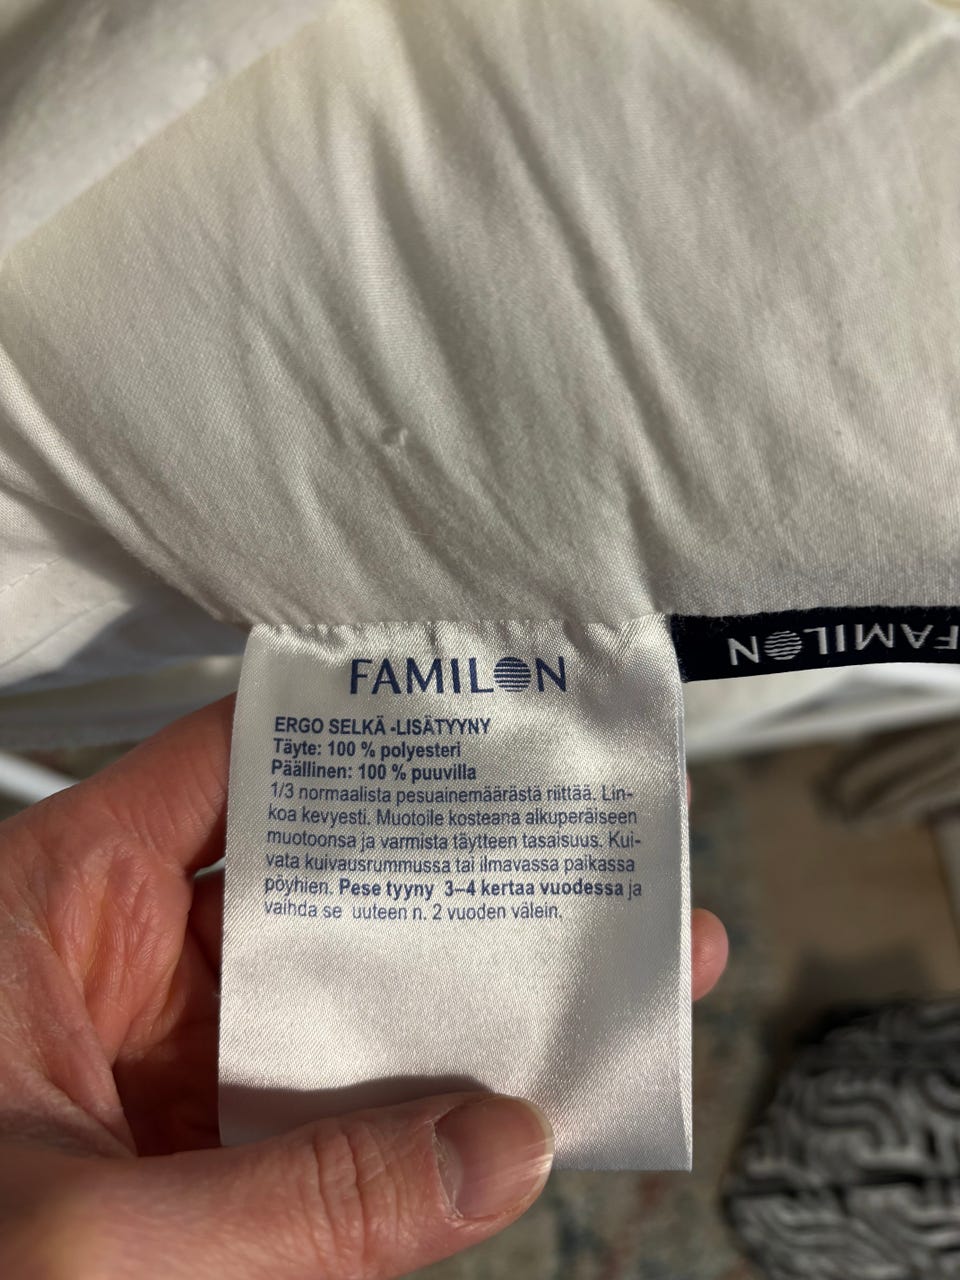 FAMILON
ERGO SELKÄ -LISÄTYYNY
Täyte: 100 % polyesteri
Päällinen: 100 % puuvilla
1/3 normaalista pesuainemäärästä riittää. Lin-
koa kevyesti. Muotoile kosteana alkuperäiseen
muotoonsa ja varmista täytteen tasaisuus. Kui-
vata kuivausrummussa tai ilmavassa paikassa
pöyhien. Pese tyyny 3–4 kertaa vuodessa ja
vaihda se uuteen n. 2 vuoden välein.
FAMILON